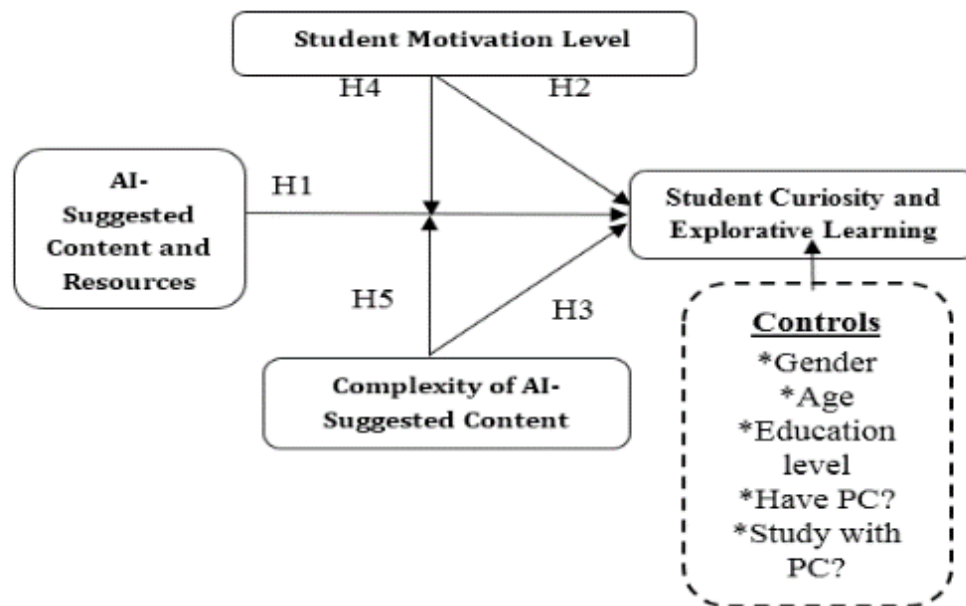 Student Motivation Level
H4
H2
AI-
Suggested
Content and
Resources
H1
Student Curiosity and
Explorative Learning
H5
H3
Complexity of AI-
Suggested Content
Controls
*Gender
*Age
*Education
level
*Have PC?
*Study with
PC?